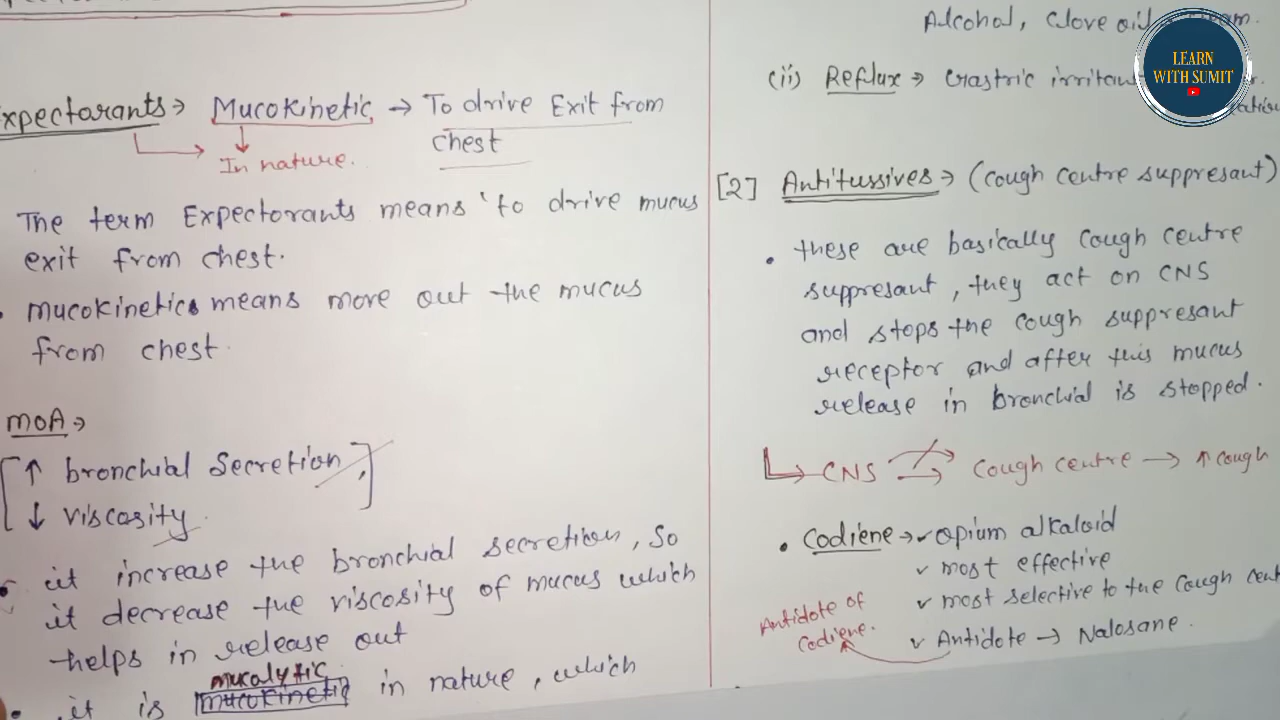 xpectorants → Mucokinetic → To drive Exit from
chest
In nature.
The term Expectorants means 'to drive mucus
exit from chest.
mucokinetics means more out the mucus
from chest.
MOA →
↑ bronchial secretion,
↓ viscosity
it increase the bronchial secretion, so
it decrease the viscosity of mucus which
helps in release out
mucolytic
it is mucokinetic in nature, which
Alcohol, Clove oil
(ii) Reflux → Gastric
LEARN
WITH SUMIT
[2] Antitussives → (cough centre suppresant)
• these are basically cough centre
suppresant, they act on CNS
and stops the cough suppresant
receptor and after this mucus
release in bronchial is stopped.
CNS → cough centre → ↑ cough
• Codiene → ✓ opium alkaloid
✓ most effective
✓ most selective to the cough cent
✓ Antidote → Nalosane.
Antidote of
Codiene.